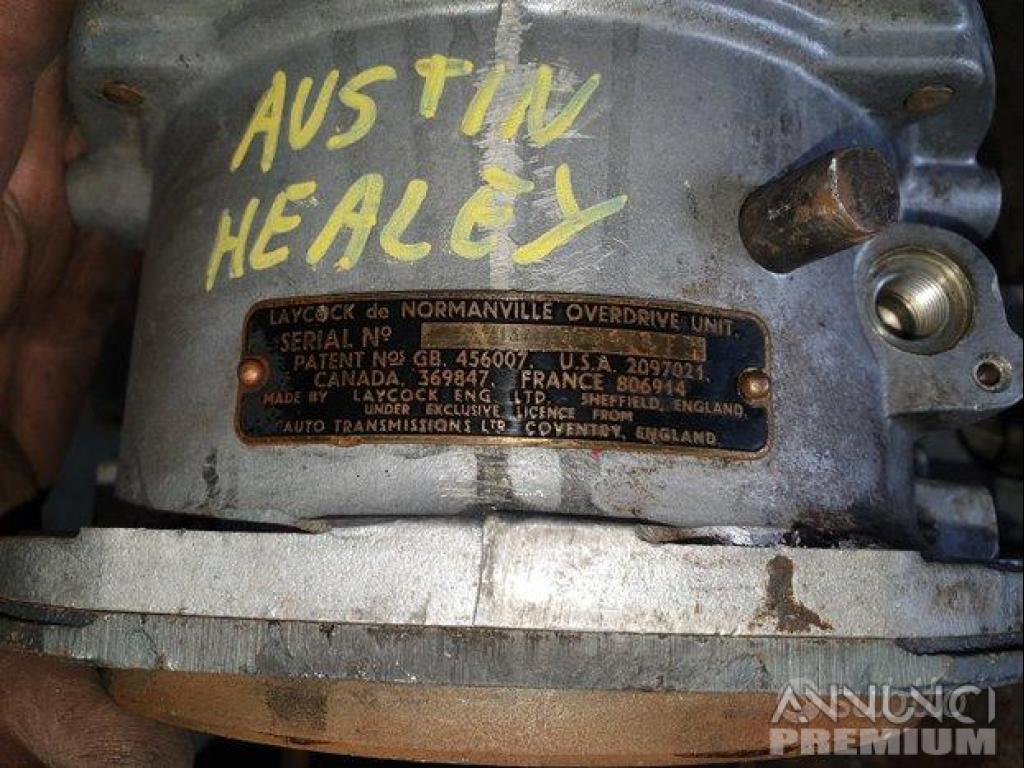 AUSTIN
HEALEY
LAYCOCK de NORMANVILLE OVERDRIVE UNIT.
SERIAL Nº
PATENT Nos GB. 456007. U.S.A. 2097021.
CANADA. 369847. FRANCE 806914
MADE BY LAYCOCK ENG. LTD. SHEFFIELD, ENGLAND.
UNDER EXCLUSIVE LICENCE FROM
AUTO TRANSMISSIONS LTD. COVENTRY, ENGLAND.
ANNUNCI
PREMIUM